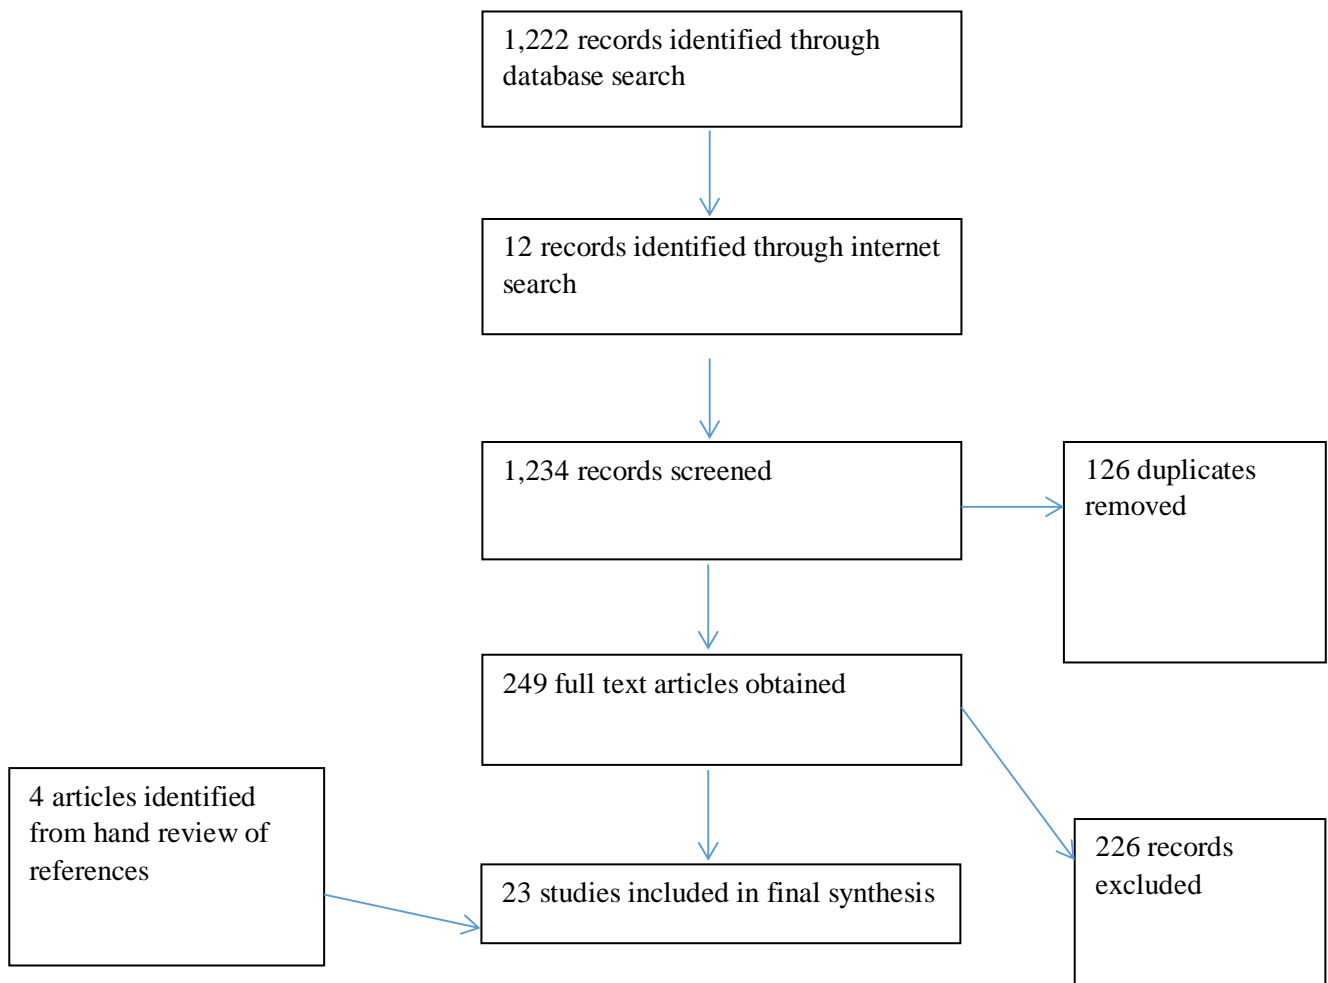 1,222 records identified through
database search
12 records identified through internet
search
1,234 records screened
126 duplicates
removed
249 full text articles obtained
4 articles identified
from hand review of
references
226 records
excluded
23 studies included in final synthesis